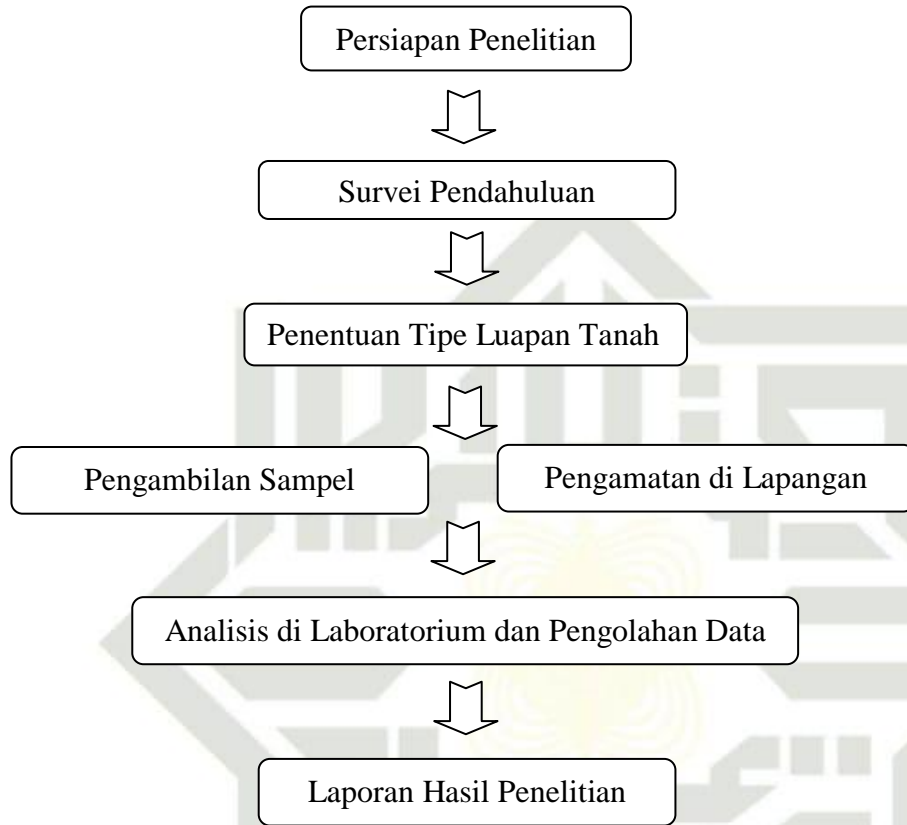 Persiapan Penelitian
Survei Pendahuluan
Penentuan Tipe Luapan Tanah
Pengambilan Sampel
Pengamatan di Lapangan
Analisis di Laboratorium dan Pengolahan Data
Laporan Hasil Penelitian